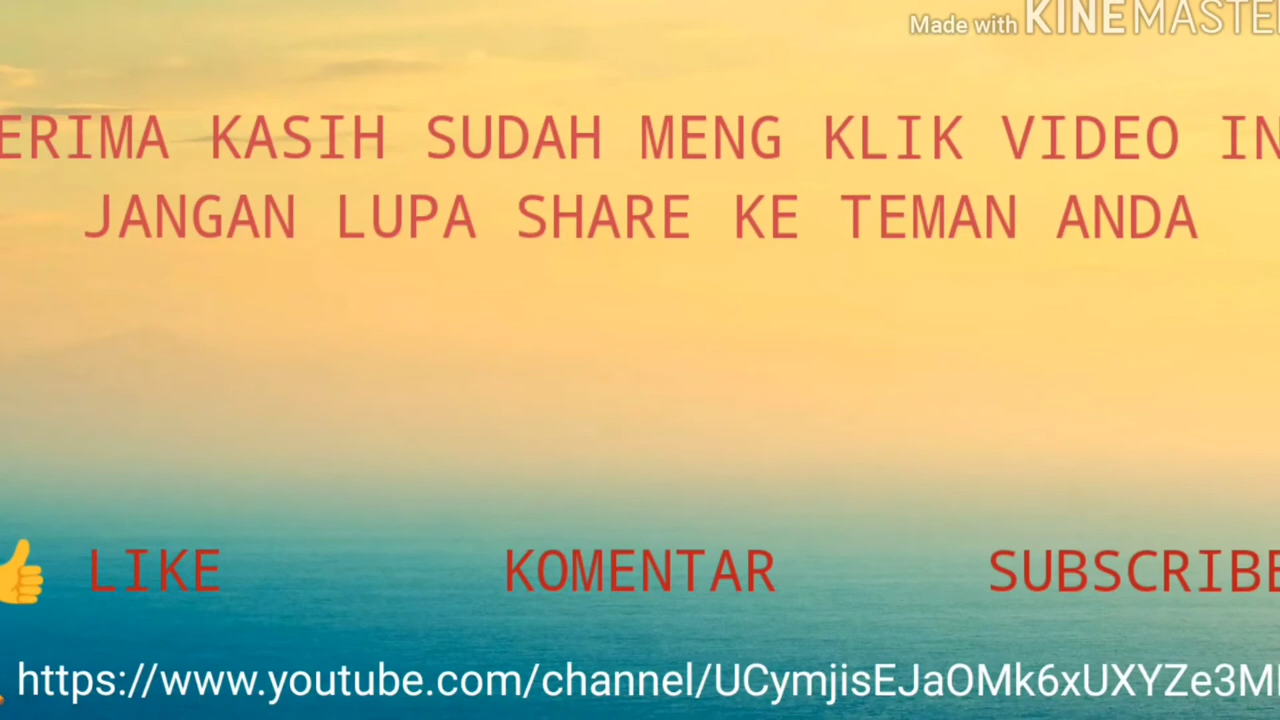 Made with KINEMASTER
ERIMA KASIH SUDAH MENG KLIK VIDEO IN
JANGAN LUPA SHARE KE TEMAN ANDA
LIKE KOMENTAR SUBSCRIBE
https://www.youtube.com/channel/UCymjisEJaOMk6xUXYZe3M